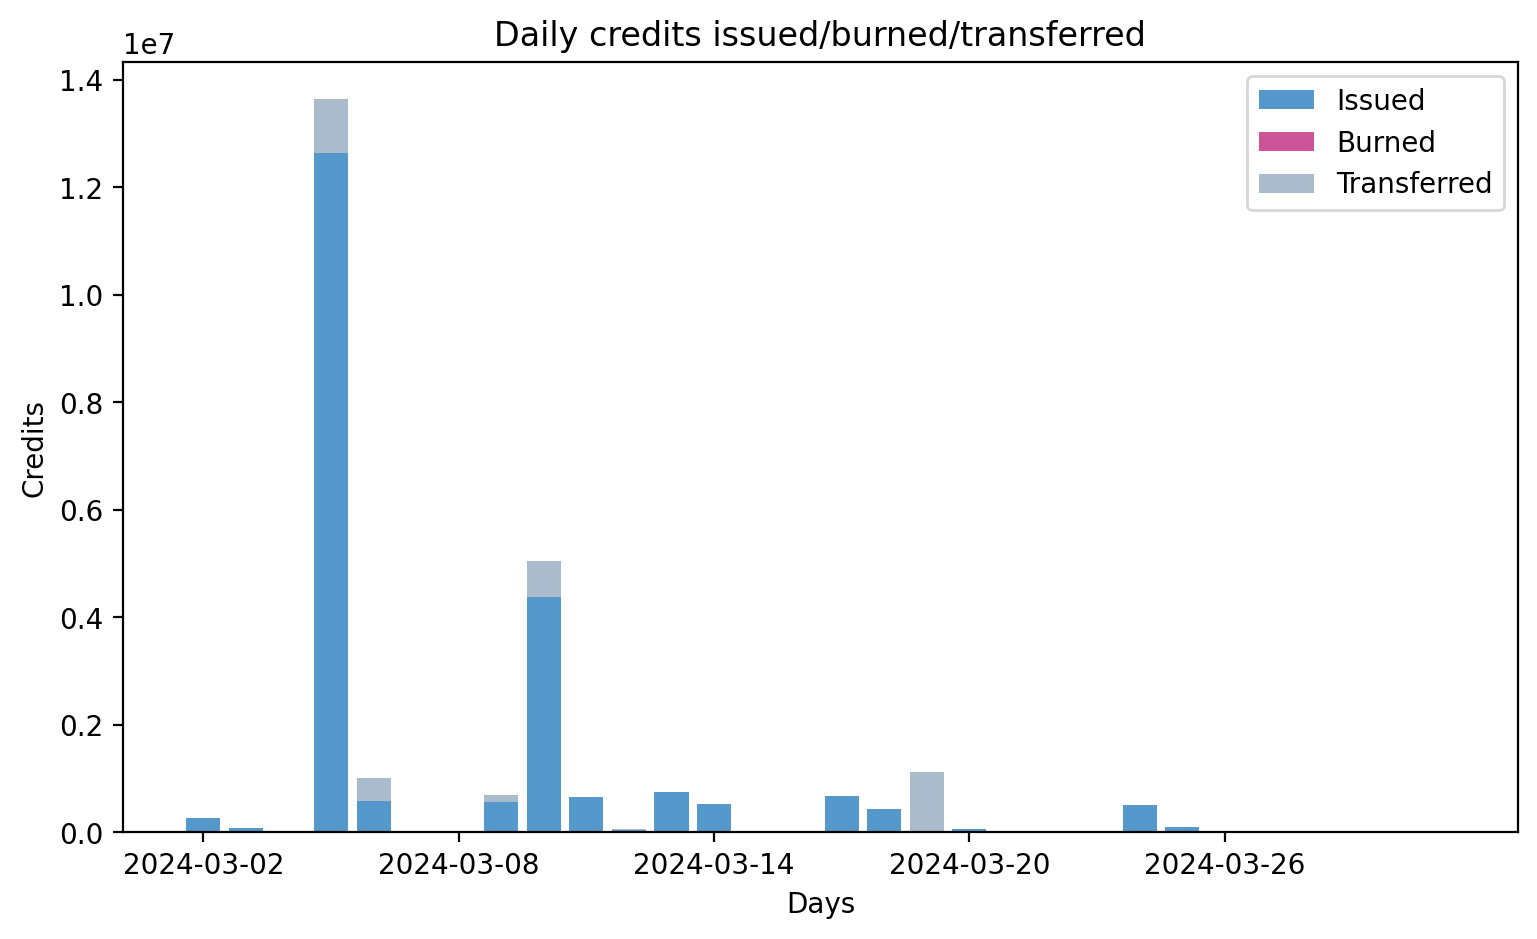 Daily credits issued/burned/transferred
1e7
1.4
1.2
1.0
0.8
0.6
0.4
0.2
0.0
Credits
Issued
Burned
Transferred
2024-03-02 2024-03-08 2024-03-14 2024-03-20 2024-03-26
Days